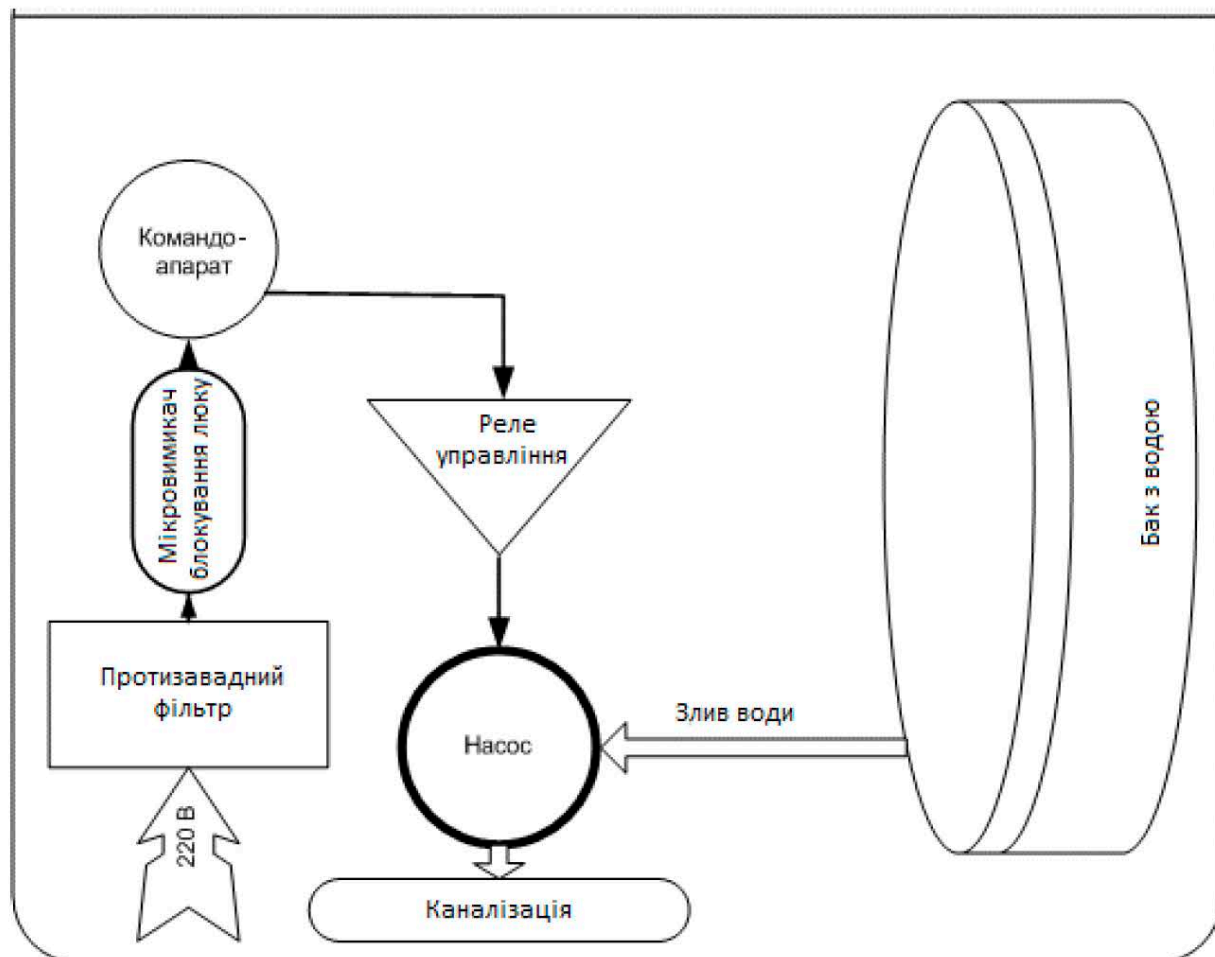 Командо-
апарат
Мікровимикач
блокування люку
Реле
управління
Бак з водою
Протизавадний
фільтр
Злив води
Насос
220 В
Каналізація